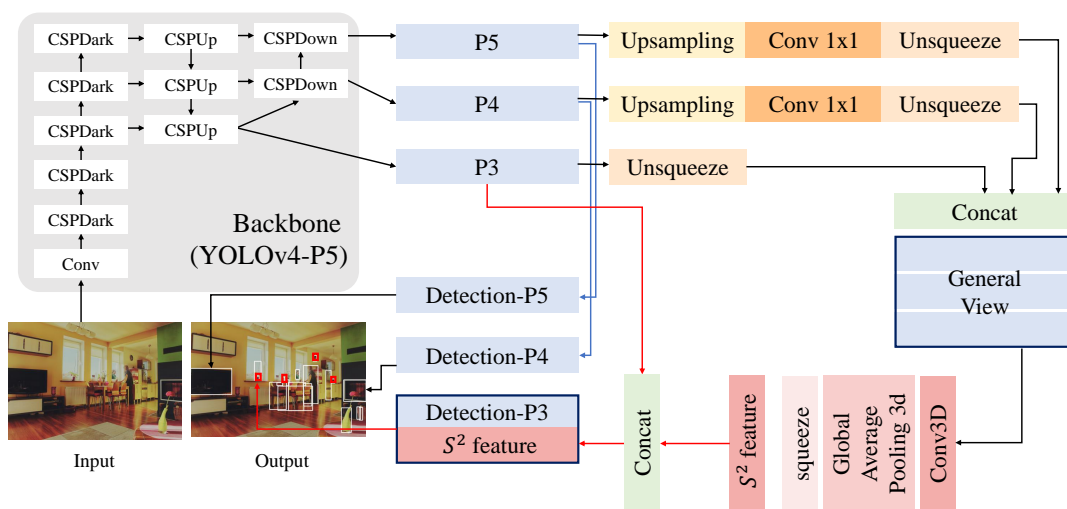 CSPDark
CSPUp
CSPDown
P5
Upsampling
Conv 1x1
Unsqueeze
CSPDark
CSPUp
CSPDown
P4
Upsampling
Conv 1x1
Unsqueeze
CSPDark
CSPUp
P3
Unsqueeze
CSPDark
CSPDark
Conv
Backbone
(YOLOv4-P5)
Concat
General
View
Detection-P5
Detection-P4
Detection-P3
S² feature
Concat
S² feature
squeeze
Global
Average
Pooling 3d
Conv3D
Input
Output